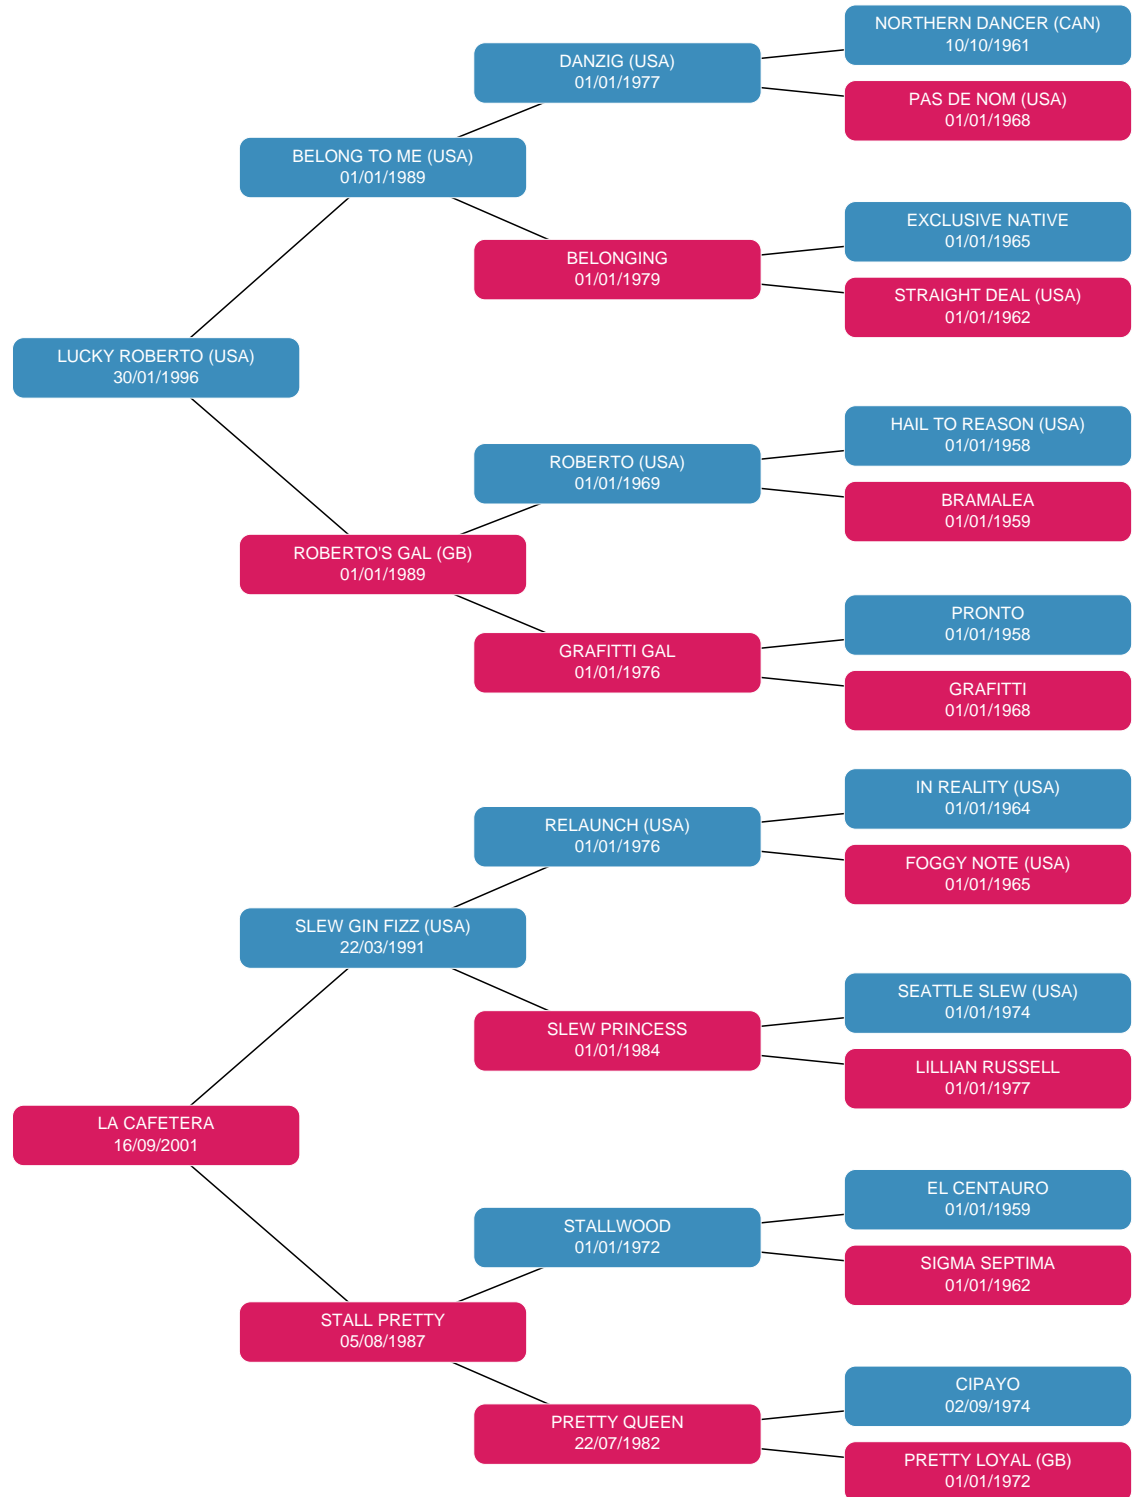 NORTHERN DANCER (CAN)
10/10/1961
DANZIG (USA)
01/01/1977
PAS DE NOM (USA)
01/01/1968
BELONG TO ME (USA)
01/01/1989
EXCLUSIVE NATIVE
01/01/1965
BELONGING
01/01/1979
STRAIGHT DEAL (USA)
01/01/1962
LUCKY ROBERTO (USA)
30/01/1996
HAIL TO REASON (USA)
01/01/1958
ROBERTO (USA)
01/01/1969
BRAMALEA
01/01/1959
ROBERTO'S GAL (GB)
01/01/1989
PRONTO
01/01/1958
GRAFITTI GAL
01/01/1976
GRAFITTI
01/01/1968
IN REALITY (USA)
01/01/1964
RELAUNCH (USA)
01/01/1976
FOGGY NOTE (USA)
01/01/1965
SLEW GIN FIZZ (USA)
22/03/1991
SEATTLE SLEW (USA)
01/01/1974
SLEW PRINCESS
01/01/1984
LILLIAN RUSSELL
01/01/1977
LA CAFETERA
16/09/2001
EL CENTAURO
01/01/1959
STALLWOOD
01/01/1972
SIGMA SEPTIMA
01/01/1962
STALL PRETTY
05/08/1987
CIPAYO
02/09/1974
PRETTY QUEEN
22/07/1982
PRETTY LOYAL (GB)
01/01/1972